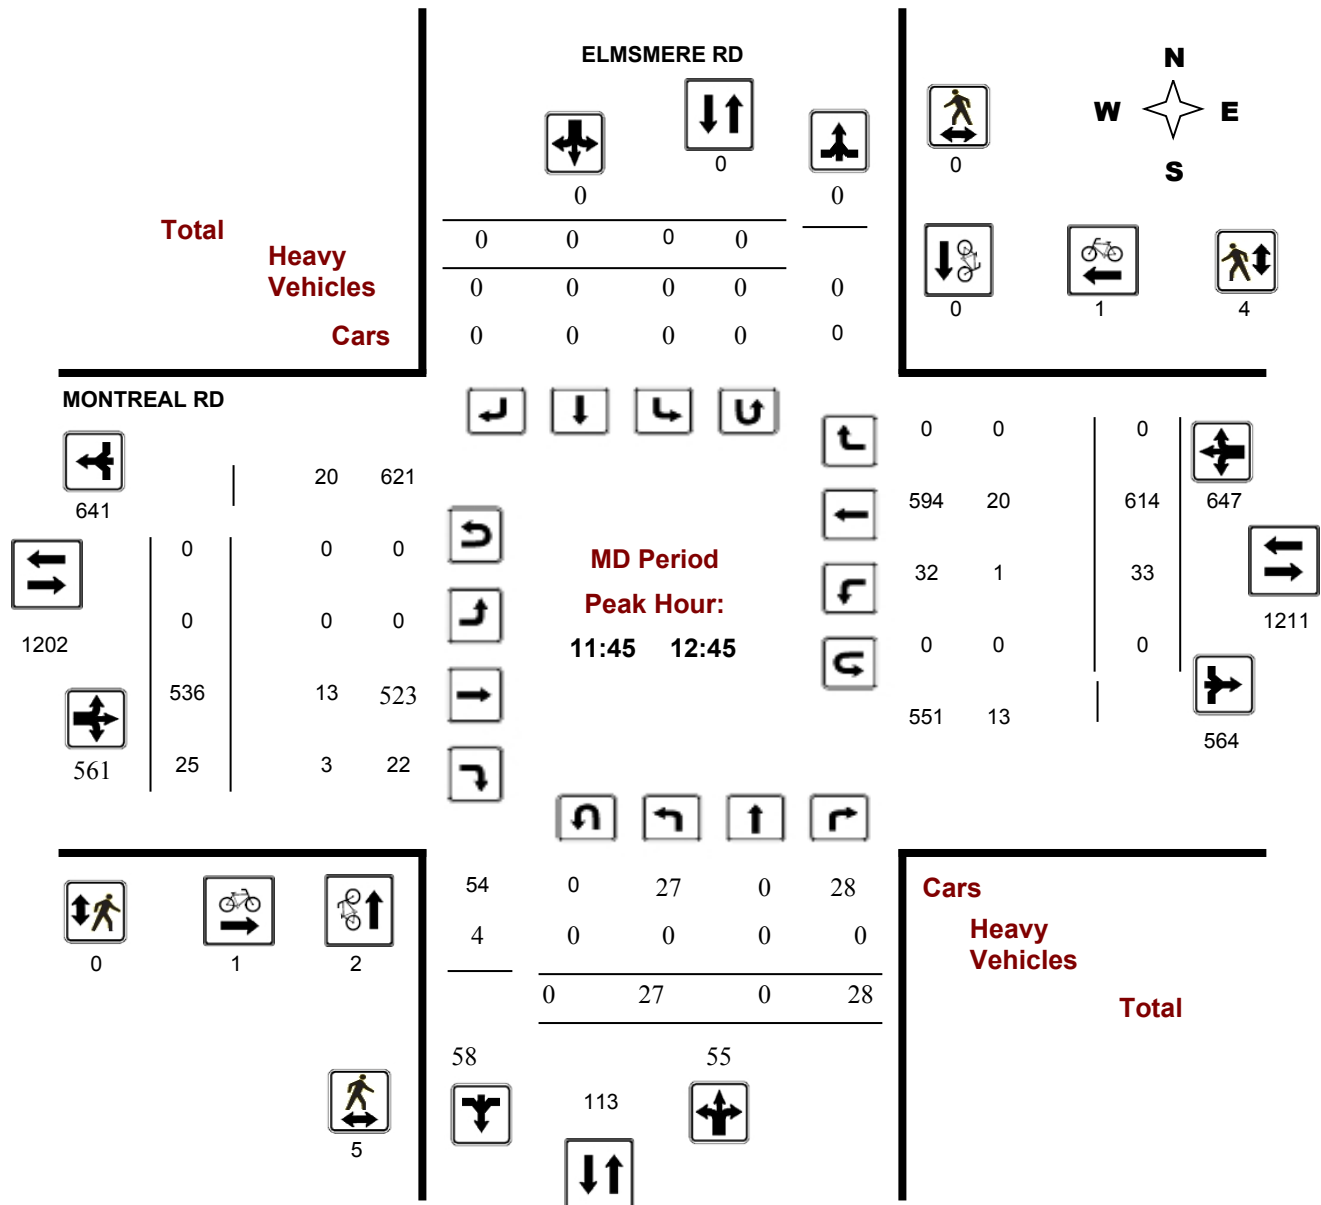 ELMSMERE RD
N
W E
S
0
0
0 0
0
Total
0 0 0 0
Heavy
Vehicles
0 0 0 0 0
0 1 4
Cars
0 0 0 0 0
MONTREAL RD
0 0 0
20 621
641
594 20 614 647
0 0 0
MD Period
32 1 33
Peak Hour:
0 0 0
1202
11:45 12:45
1211
0 0 0
536 13 523
551 13
564
561 25 3 22
54 0 27 0 28
Cars
4 0 0 0 0
Heavy
Vehicles
0 1 2
0 27 0 28
Total
58 55
113
5